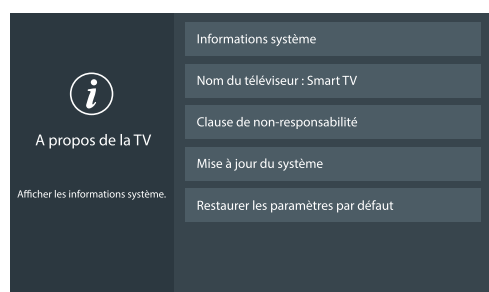 A propos de la TV
Afficher les informations système.
Informations système
Nom du téléviseur : Smart TV
Clause de non-responsabilité
Mise à jour du système
Restaurer les paramètres par défaut